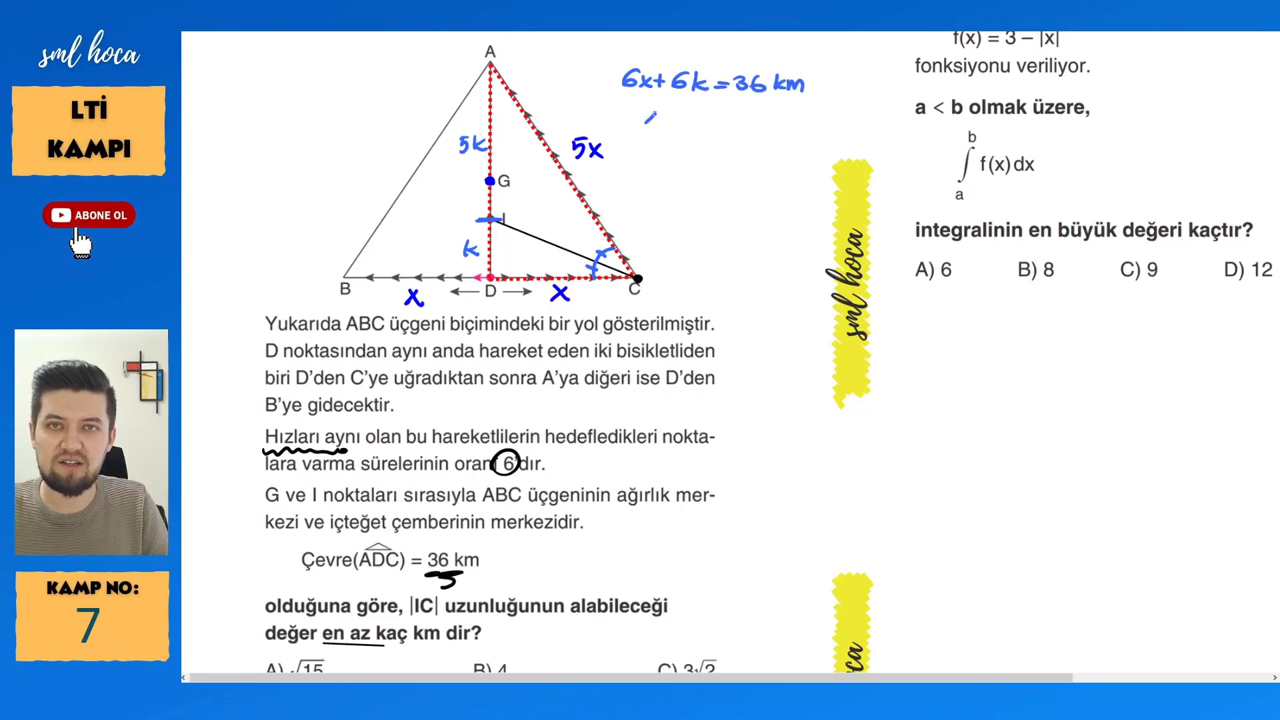 sml hoca
LTİ
KAMPI
ABONE OL
KAMP NO:
7
A
6x+6k=36 km
5k
5x
G
I
k
B
D
C
x
x
Yukarıda ABC üçgeni biçimindeki bir yol gösterilmiştir.
D noktasından aynı anda hareket eden iki bisikletliden
biri D'den C'ye uğradıktan sonra A'ya diğeri ise D'den
B'ye gidecektir.
Hızları aynı olan bu hareketlilerin hedefledikleri nokta-
lara varma sürelerinin oranı 6'dır.
G ve I noktaları sırasıyla ABC üçgeninin ağırlık mer-
kezi ve içteğet çemberinin merkezidir.
Çevre(ADC) = 36 km
olduğuna göre, |IC| uzunluğunun alabileceği
değer en az kaç km dir?
A) √15 B) 4 C) 3√2
f(x) = 3 – |x|
fonksiyonu veriliyor.
a < b olmak üzere,
b
∫ f(x)dx
a
integralinin en büyük değeri kaçtır?
A) 6 B) 8 C) 9 D) 12
sml hoca
hoca